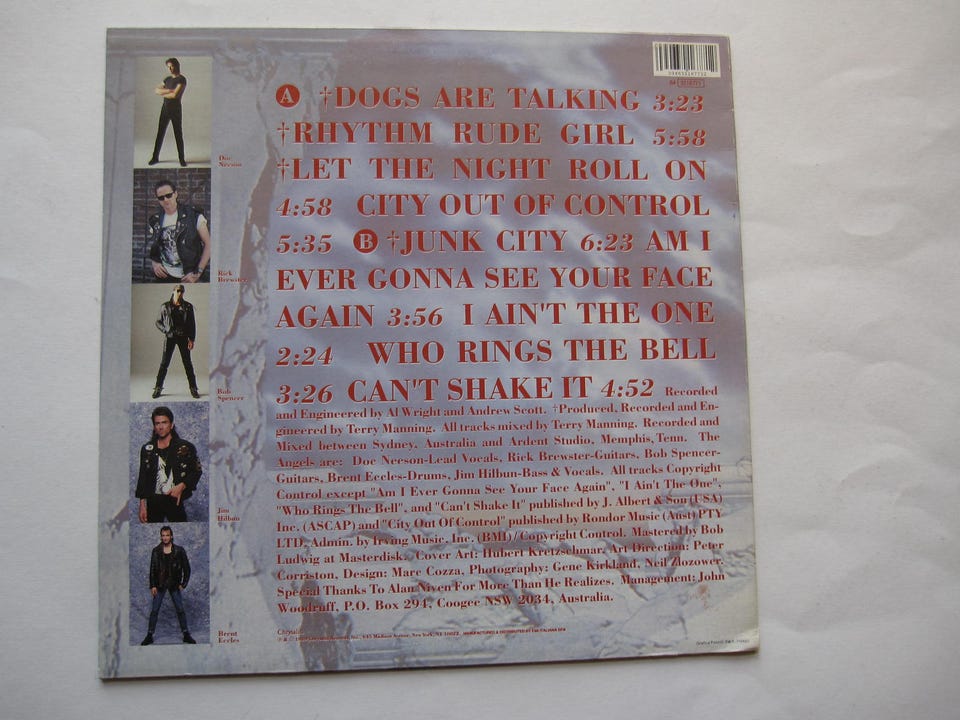 A †DOGS ARE TALKING 3:23
†RHYTHM RUDE GIRL 5:58
†LET THE NIGHT ROLL ON
4:58 CITY OUT OF CONTROL
5:35 B †JUNK CITY 6:23 AM I
EVER GONNA SEE YOUR FACE
AGAIN 3:56 I AIN'T THE ONE
2:24 WHO RINGS THE BELL
3:26 CAN'T SHAKE IT 4:52 Recorded
and Engineered by Al Wright and Andrew Scott. †Produced, Recorded and En-
gineered by Terry Manning. All tracks mixed by Terry Manning. Recorded and
Mixed between Sydney, Australia and Ardent Studio, Memphis, Tenn. The
Angels are: Doc Neeson-Lead Vocals, Rick Brewster-Guitars, Bob Spencer-
Guitars, Brent Eccles-Drums, Jim Hilbun-Bass & Vocals. All tracks Copyright
Control except "Am I Ever Gonna See Your Face Again", "I Ain't The One",
"Who Rings The Bell", and "Can't Shake It" published by J. Albert & Son (USA)
Inc. (ASCAP) and "City Out Of Control" published by Rondor Music (Aust) PTY
LTD, Admin. by Irving Music, Inc. (BMI)/Copyright Control. Mastered by Bob
Ludwig at Masterdisk. Cover Art: Hubert Kretzschmar, Art Direction: Peter
Corriston, Design: Marc Cozza, Photography: Gene Kirkland, Neil Zlozower.
Special Thanks To Alan Niven For More Than He Realizes. Management: John
Woodruff, P.O. Box 294, Coogee NSW 2034, Australia.
Doc
Neeson
Rick
Brewster
Bob
Spencer
Jim
Hilbun
Brent
Eccles
Chrysalis